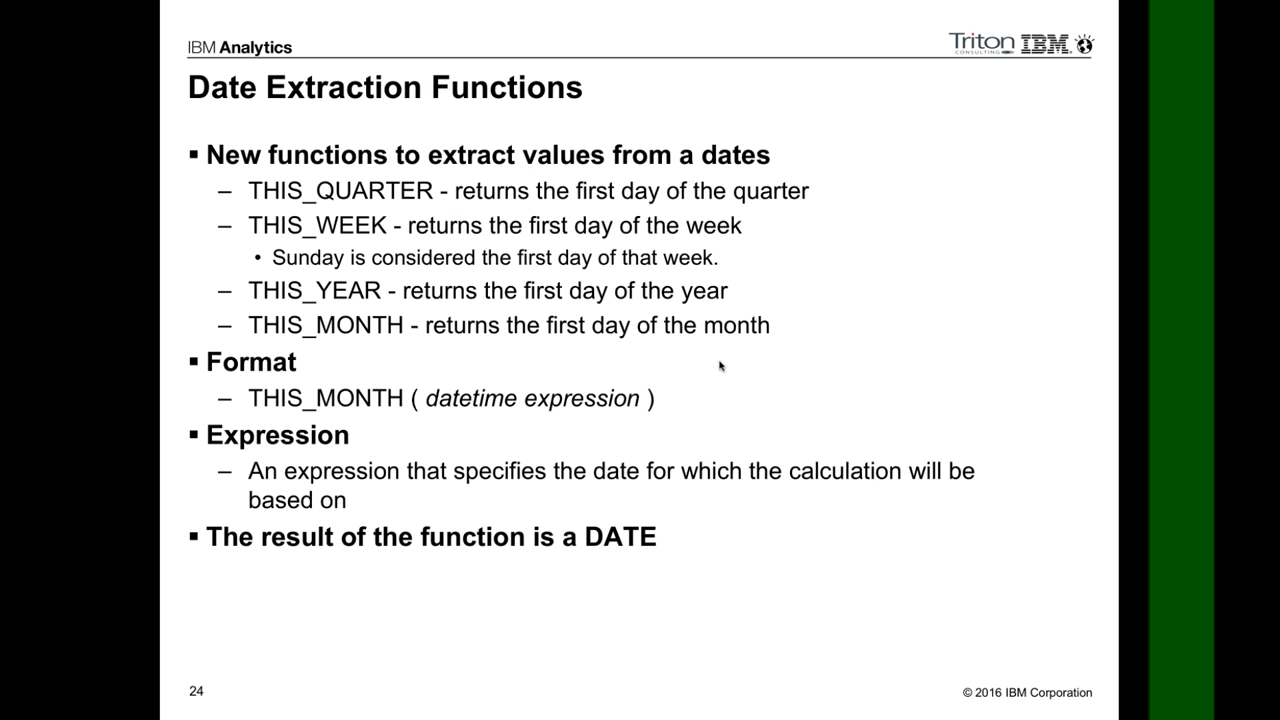 IBM Analytics
Triton IBM
CONSULTING
Date Extraction Functions
▪ New functions to extract values from a dates
– THIS_QUARTER - returns the first day of the quarter
– THIS_WEEK - returns the first day of the week
• Sunday is considered the first day of that week.
– THIS_YEAR - returns the first day of the year
– THIS_MONTH - returns the first day of the month
▪ Format
– THIS_MONTH ( datetime expression )
▪ Expression
– An expression that specifies the date for which the calculation will be
based on
▪ The result of the function is a DATE
24
© 2016 IBM Corporation